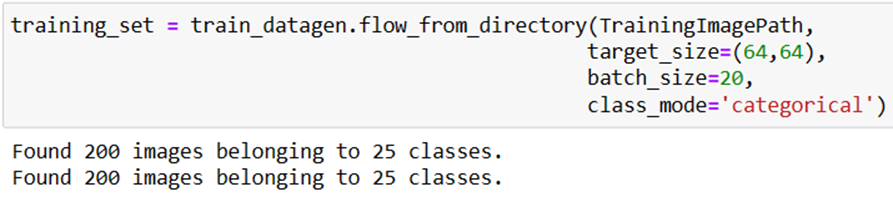 training_set = train_datagen.flow_from_directory(TrainingImagePath,
target_size=(64,64),
batch_size=20,
class_mode='categorical')
Found 200 images belonging to 25 classes.
Found 200 images belonging to 25 classes.